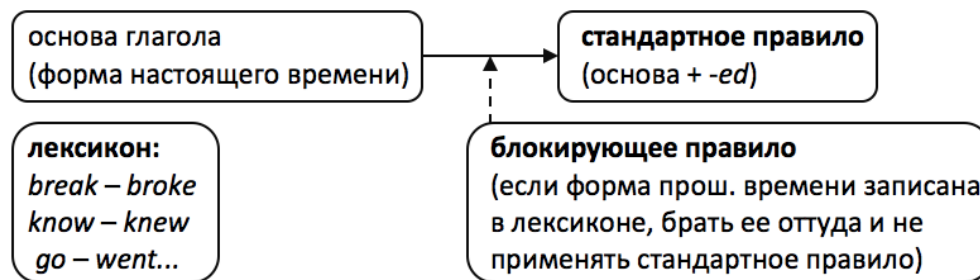 основа глагола
(форма настоящего времени)
стандартное правило
(основа + -ed)
лексикон:
break – broke
know – knew
go – went...
блокирующее правило
(если форма прош. времени записана
в лексиконе, брать ее оттуда и не
применять стандартное правило)